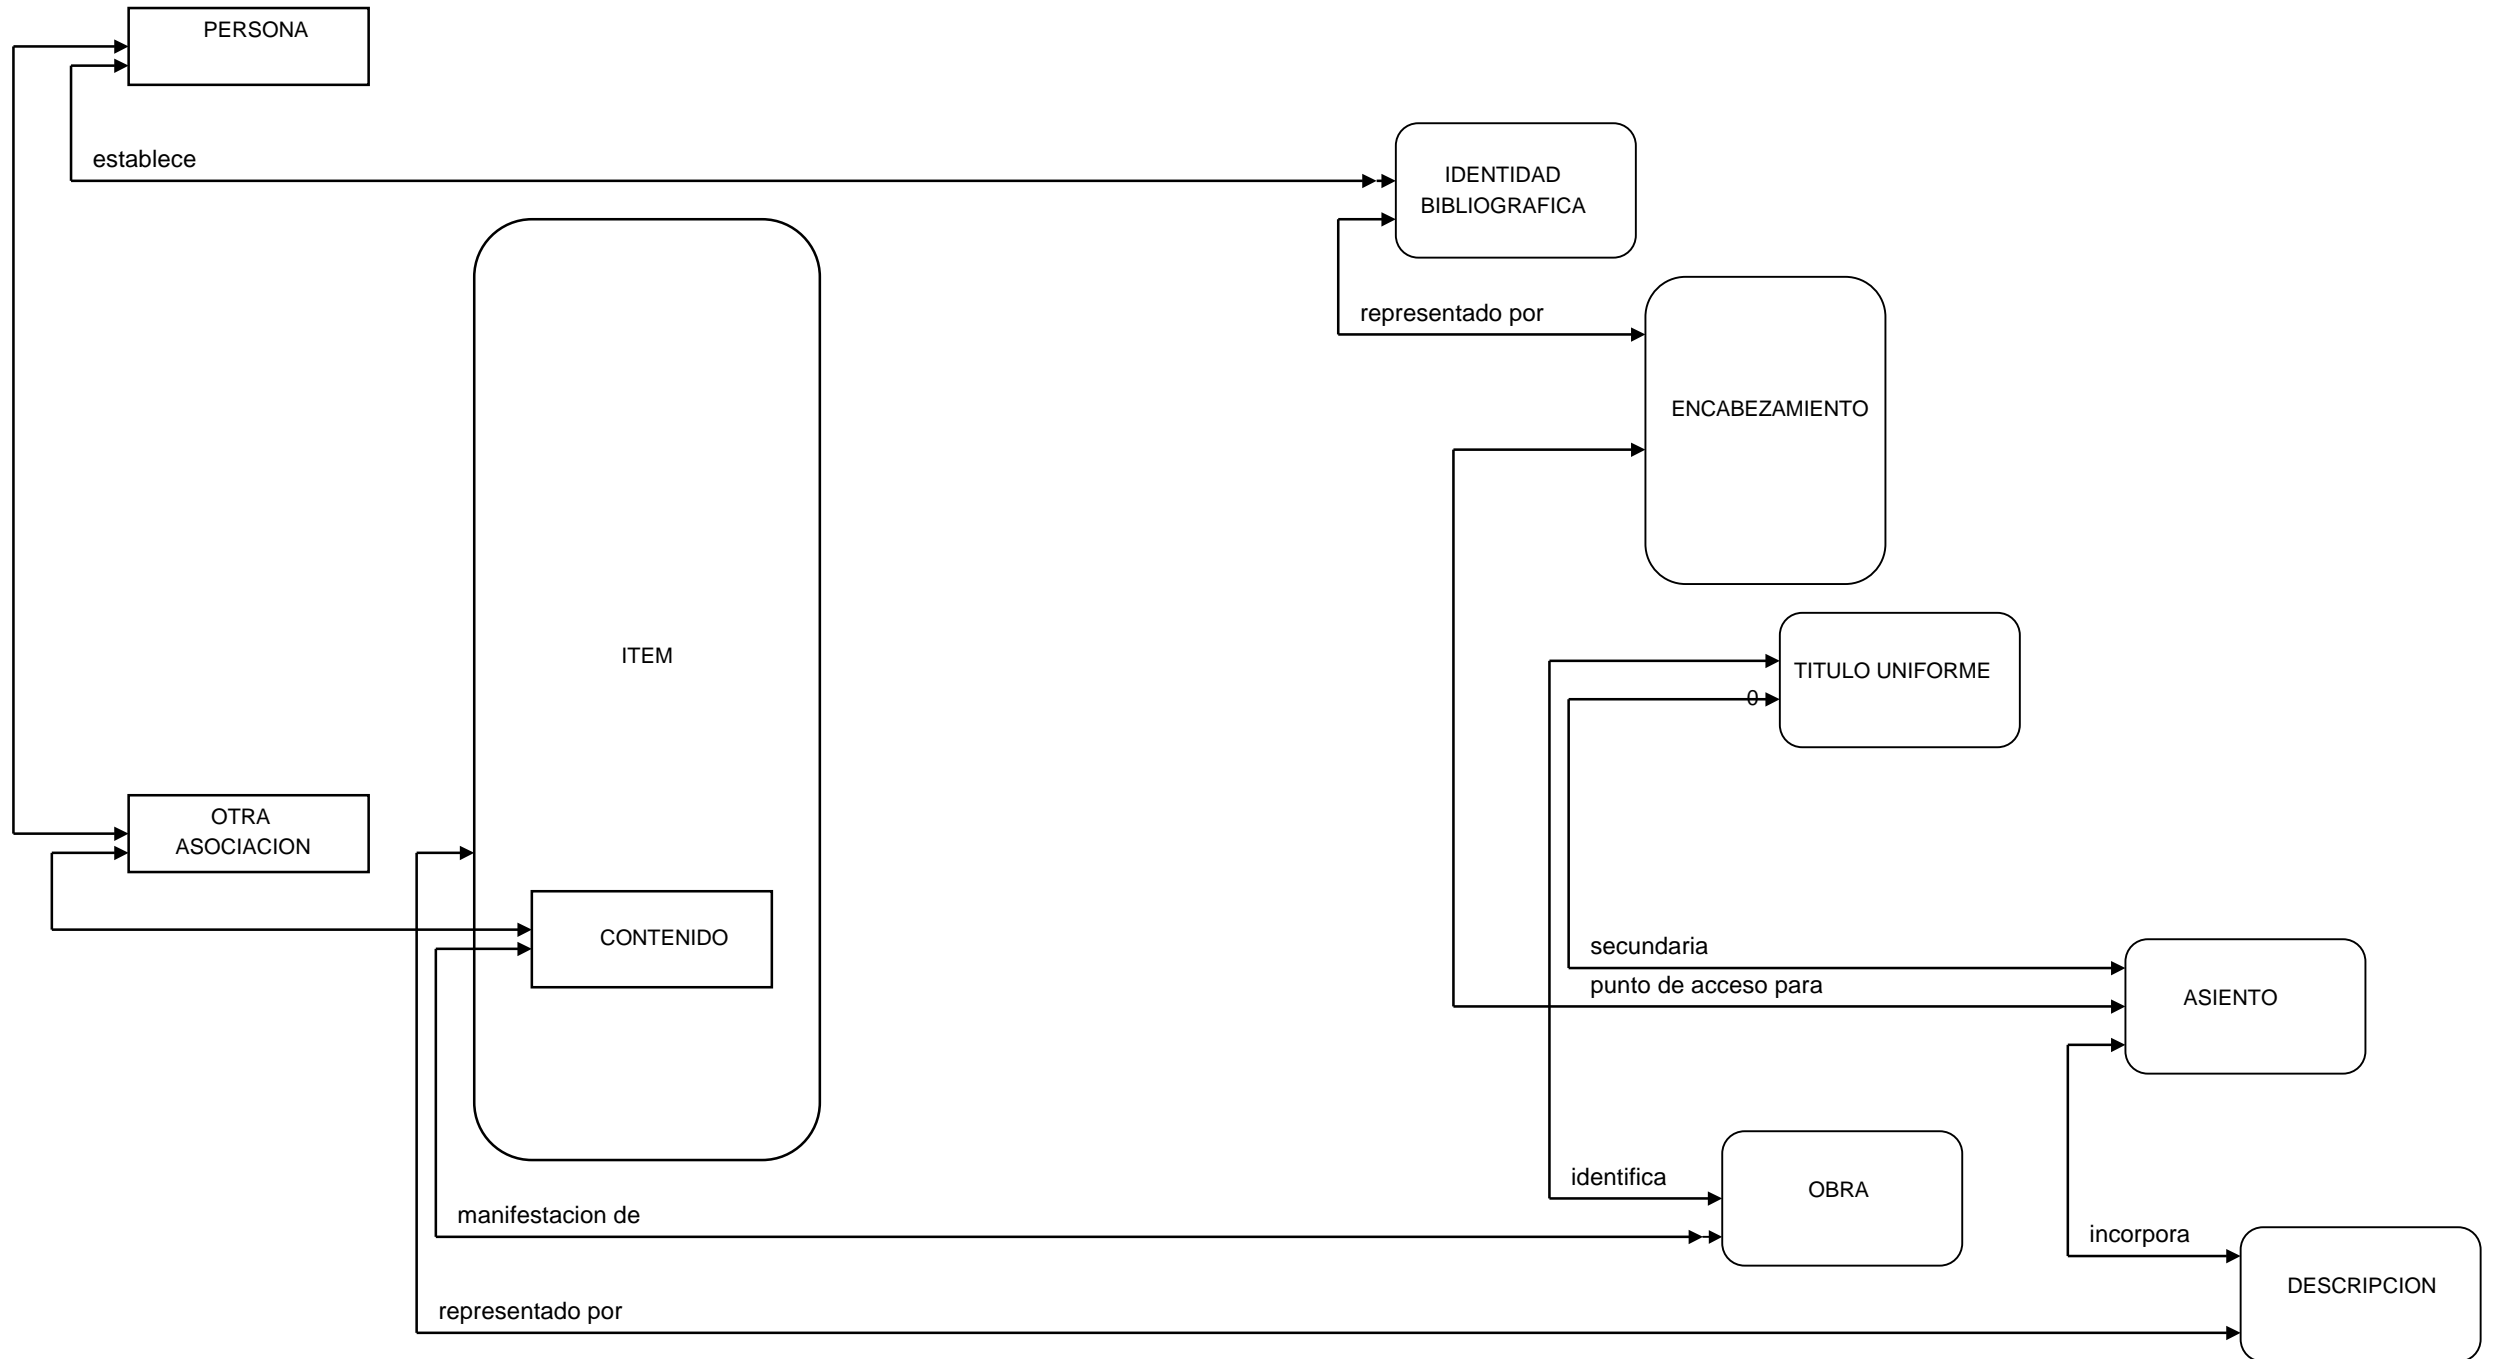 PERSONA
establece
IDENTIDAD
BIBLIOGRAFICA
representado por
ENCABEZAMIENTO
ITEM
TITULO UNIFORME
0
OTRA
ASOCIACION
CONTENIDO
secundaria
punto de acceso para
ASIENTO
identifica
OBRA
manifestacion de
incorpora
DESCRIPCION
representado por